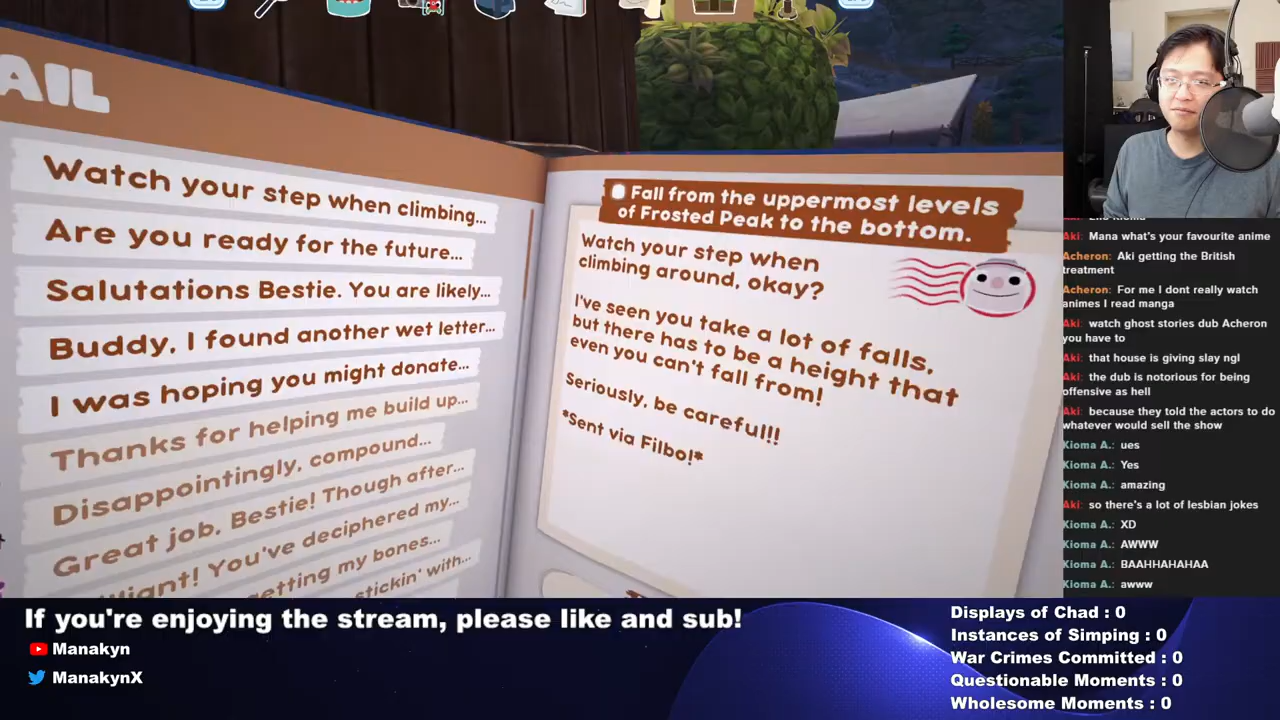 AIL
Watch your step when climbing...
Are you ready for the future...
Salutations Bestie. You are likely...
Buddy, I found another wet letter...
I was hoping you might donate...
Thanks for helping me build up...
Disappointingly, compound...
Great job, Bestie! Though after...
You've deciphered my...
getting my bones...
stickin' with...
Fall from the uppermost levels
of Frosted Peak to the bottom.
Watch your step when
climbing around, okay?
I've seen you take a lot of falls,
but there has to be a height that
even you can't fall from!
Seriously, be careful!!!
*Sent via Filbo!*
Aki: Mana what's your favourite anime
Acheron: Aki getting the British
treatment
Acheron: For me I dont really watch
animes I read manga
Aki: watch ghost stories dub Acheron
you have to
Aki: that house is giving slay ngl
Aki: the dub is notorious for being
offensive as hell
Aki: because they told the actors to do
whatever would sell the show
Kioma A.: ues
Kioma A.: Yes
Kioma A.: amazing
Aki: so there's a lot of lesbian jokes
Kioma A.: XD
Kioma A.: AWWW
Kioma A.: BAAHHAHAHAA
Kioma A.: awww
If you're enjoying the stream, please like and sub!
Manakyn
ManakynX
Displays of Chad : 0
Instances of Simping : 0
War Crimes Committed : 0
Questionable Moments : 0
Wholesome Moments : 0